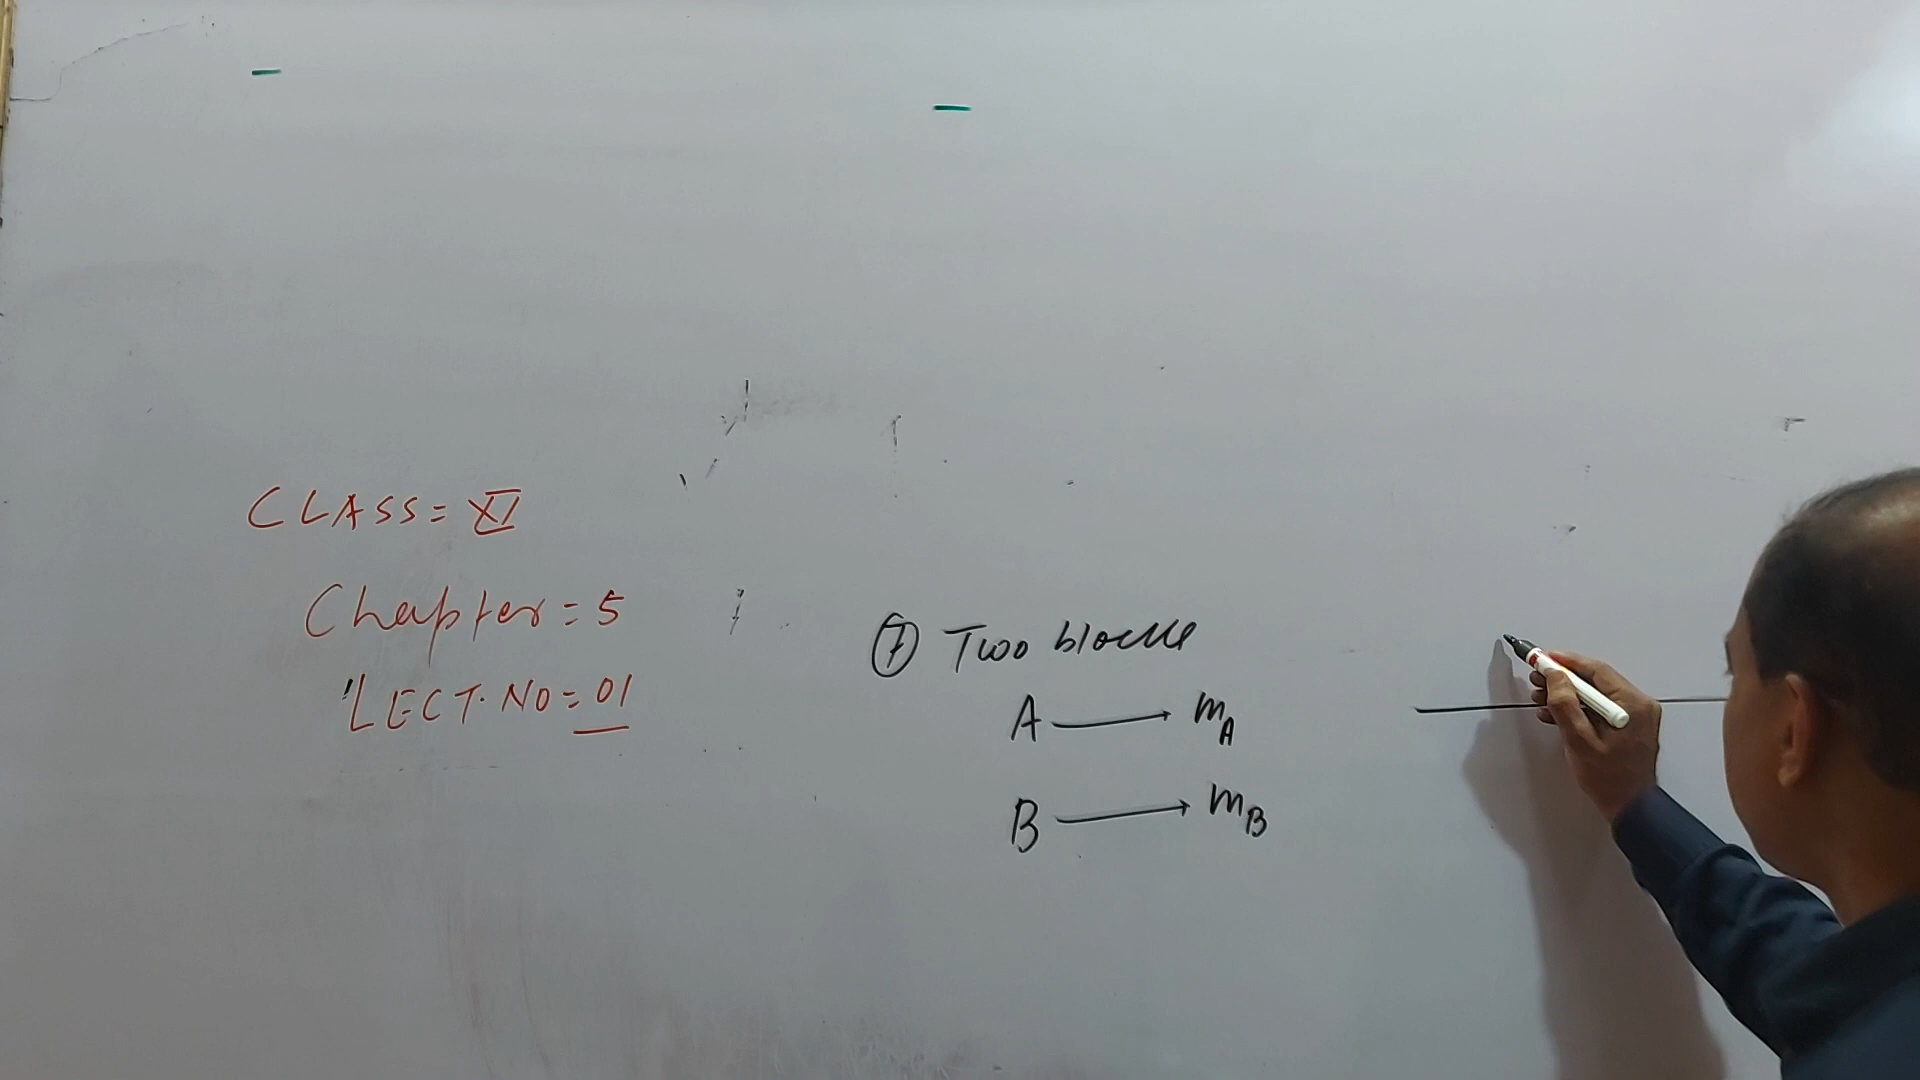 CLASS = XI
Chapter = 5
LECT. NO = 01
⑦ Two blocks
A ⟶ mA
B ⟶ mB